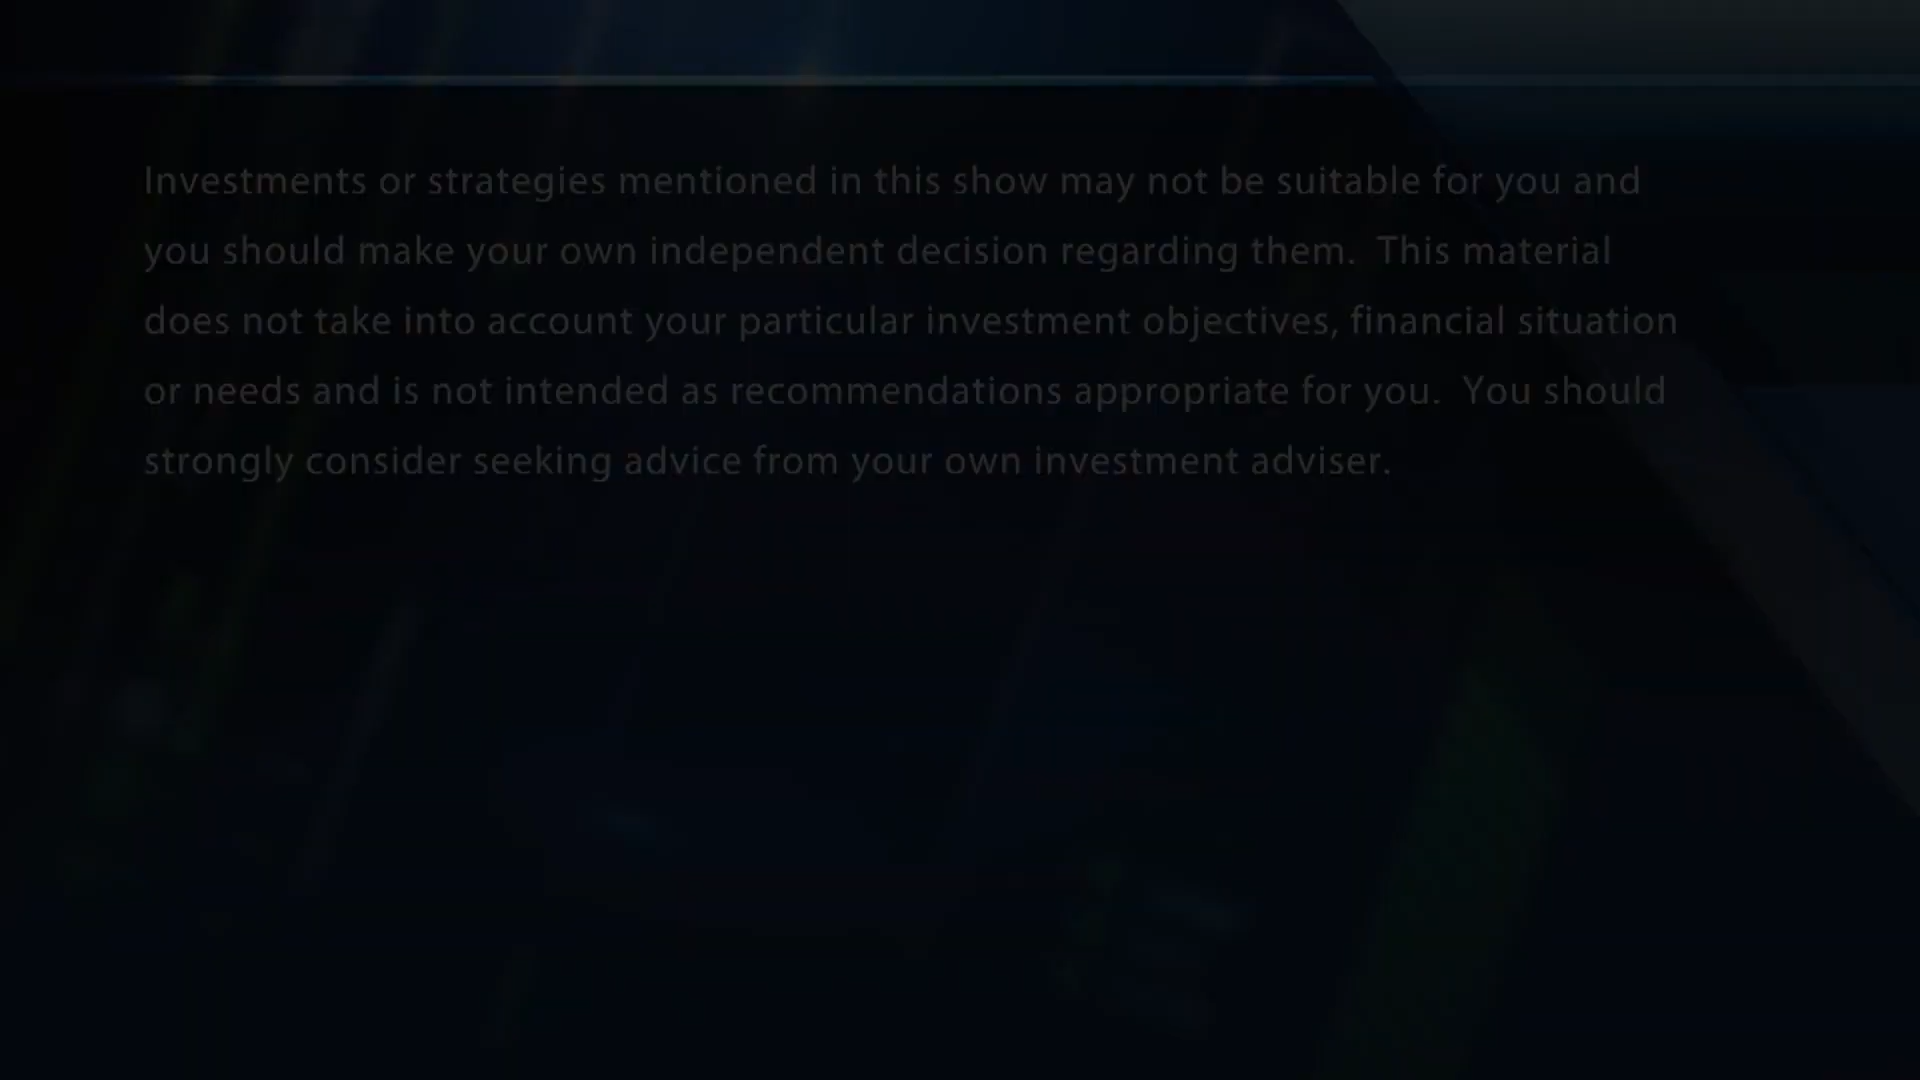 Investments or strategies mentioned in this show may not be suitable for you and
you should make your own independent decision regarding them.  This material
does not take into account your particular investment objectives, financial situation
or needs and is not intended as recommendations appropriate for you.  You should
strongly consider seeking advice from your own investment adviser.